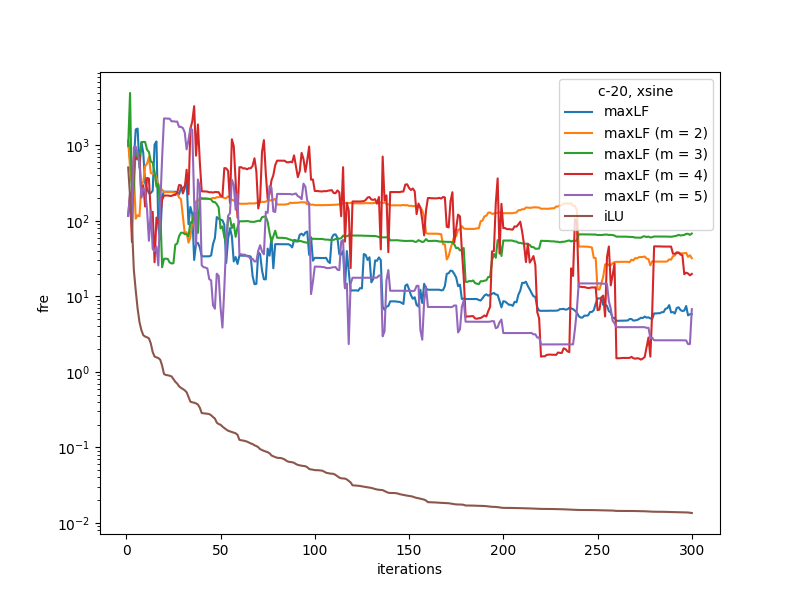 c-20, xsine
maxLF
maxLF (m = 2)
maxLF (m = 3)
maxLF (m = 4)
maxLF (m = 5)
iLU
fre
10³
10²
10¹
10⁰
10⁻¹
10⁻²
0 50 100 150 200 250 300
iterations